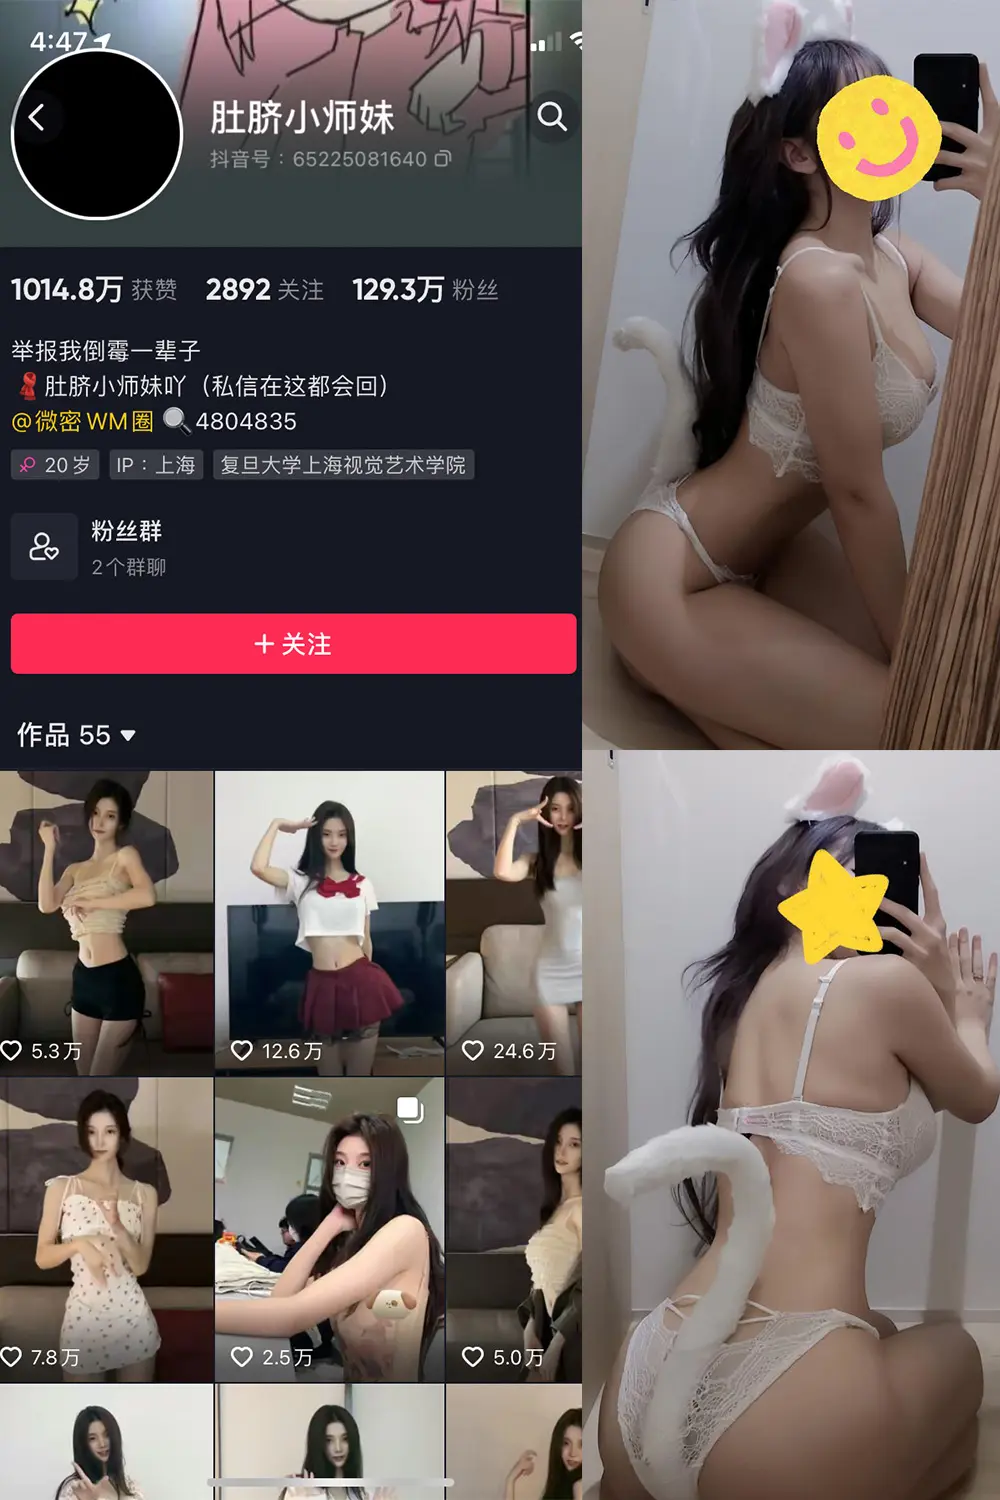 4:47
肚脐小师妹
抖音号：65225081640
1014.8万 获赞 2892 关注 129.3万 粉丝
举报我倒霉一辈子
肚脐小师妹吖（私信在这都会回）
@微密WM圈 4804835
20岁 IP：上海 复旦大学上海视觉艺术学院
粉丝群
2个群聊
+ 关注
作品 55
5.3万 12.6万 24.6万
7.8万 2.5万 5.0万